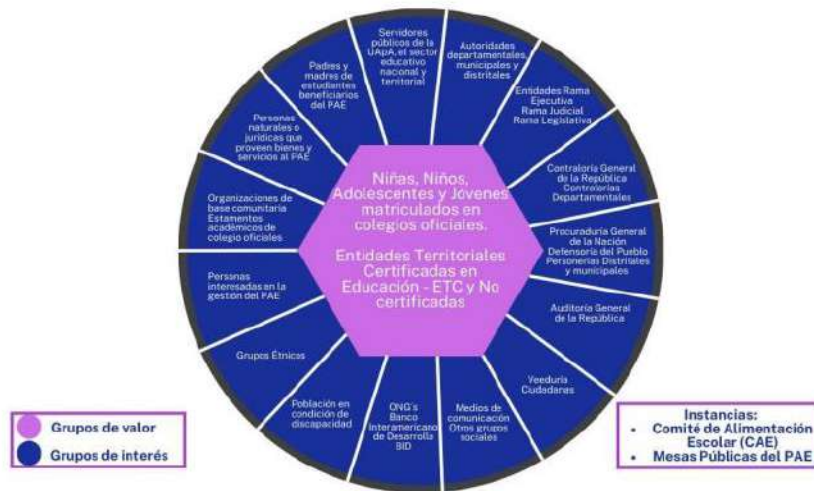 Servidores
públicos de la
UApA, el sector
educativo
nacional y
territorial
Autoridades
departamentales,
municipales y
distritales
Entidades Rama
Ejecutiva
Rama Judicial
Rama Legislativa
Contraloría General
de la República
Contralorías
Departamentales
Procuraduría General
de la Nación
Defensoría del Pueblo
Personerías Distritales
y municipales
Auditoría General
de la República
Veeduría
Ciudadanas
Medios de
comunicación
Otros grupos
sociales
ONG´s
Banco
Interamericano
de Desarrollo
BID
Población en
condición de
discapacidad
Grupos Étnicos
Personas
interesadas en la
gestión del PAE
Organizaciones de
base comunitaria
Estamentos
académicos de
colegio oficiales
Personas
naturales o
jurídicas que
proveen bienes y
servicios al PAE
Padres y
madres de
estudiantes
beneficiarios
del PAE
Niñas, Niños,
Adolescentes y Jóvenes
matriculados en
colegios oficiales.
Entidades Territoriales
Certificadas en
Educación - ETC y No
certificadas
Grupos de valor
Grupos de interés
Instancias:
• Comité de Alimentación
Escolar (CAE)
• Mesas Públicas del PAE